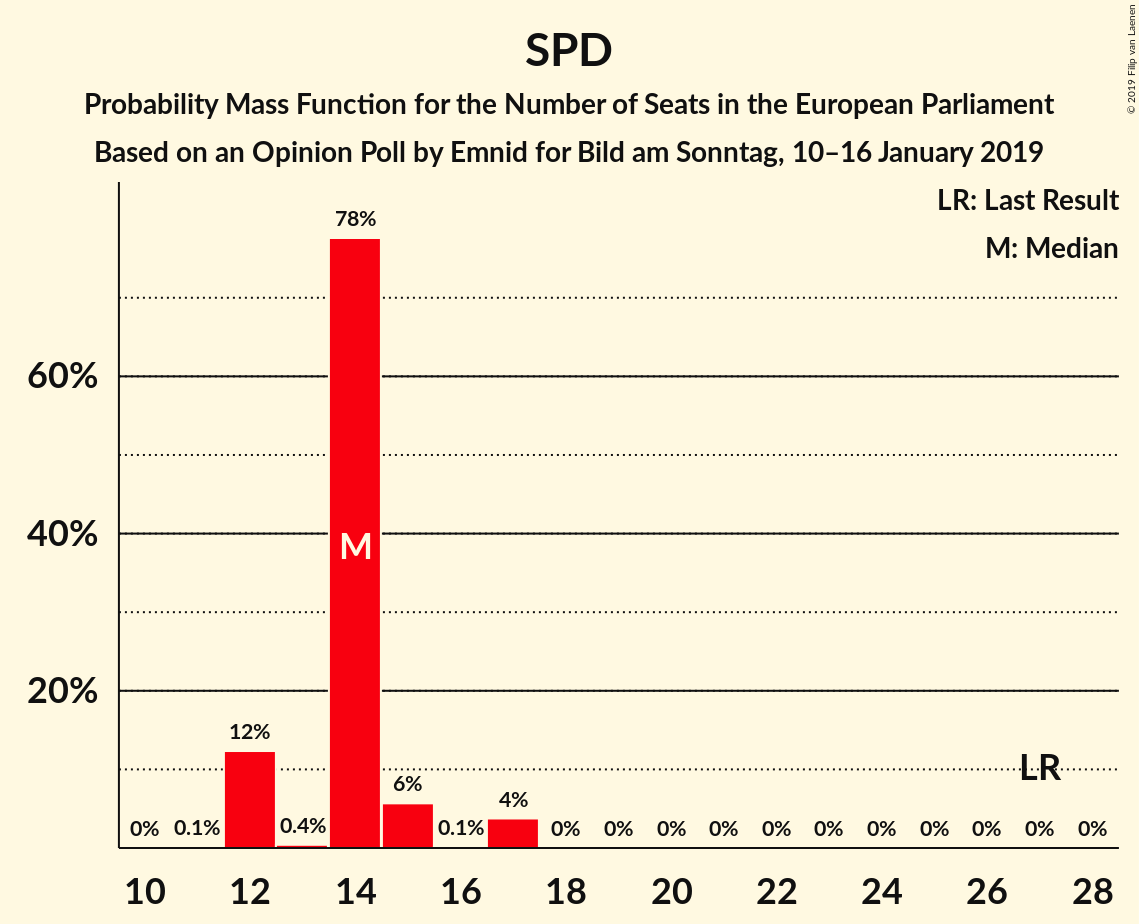 SPD
Probability Mass Function for the Number of Seats in the European Parliament
Based on an Opinion Poll by Emnid for Bild am Sonntag, 10–16 January 2019
© 2019 Filip van Laenen
LR: Last Result
M: Median
78%
60%
40%
M
20%
12%
LR
6%
4%
0% 0.1% 0.4% 0.1% 0% 0% 0% 0% 0% 0% 0% 0% 0% 0% 0%
10 12 14 16 18 20 22 24 26 28